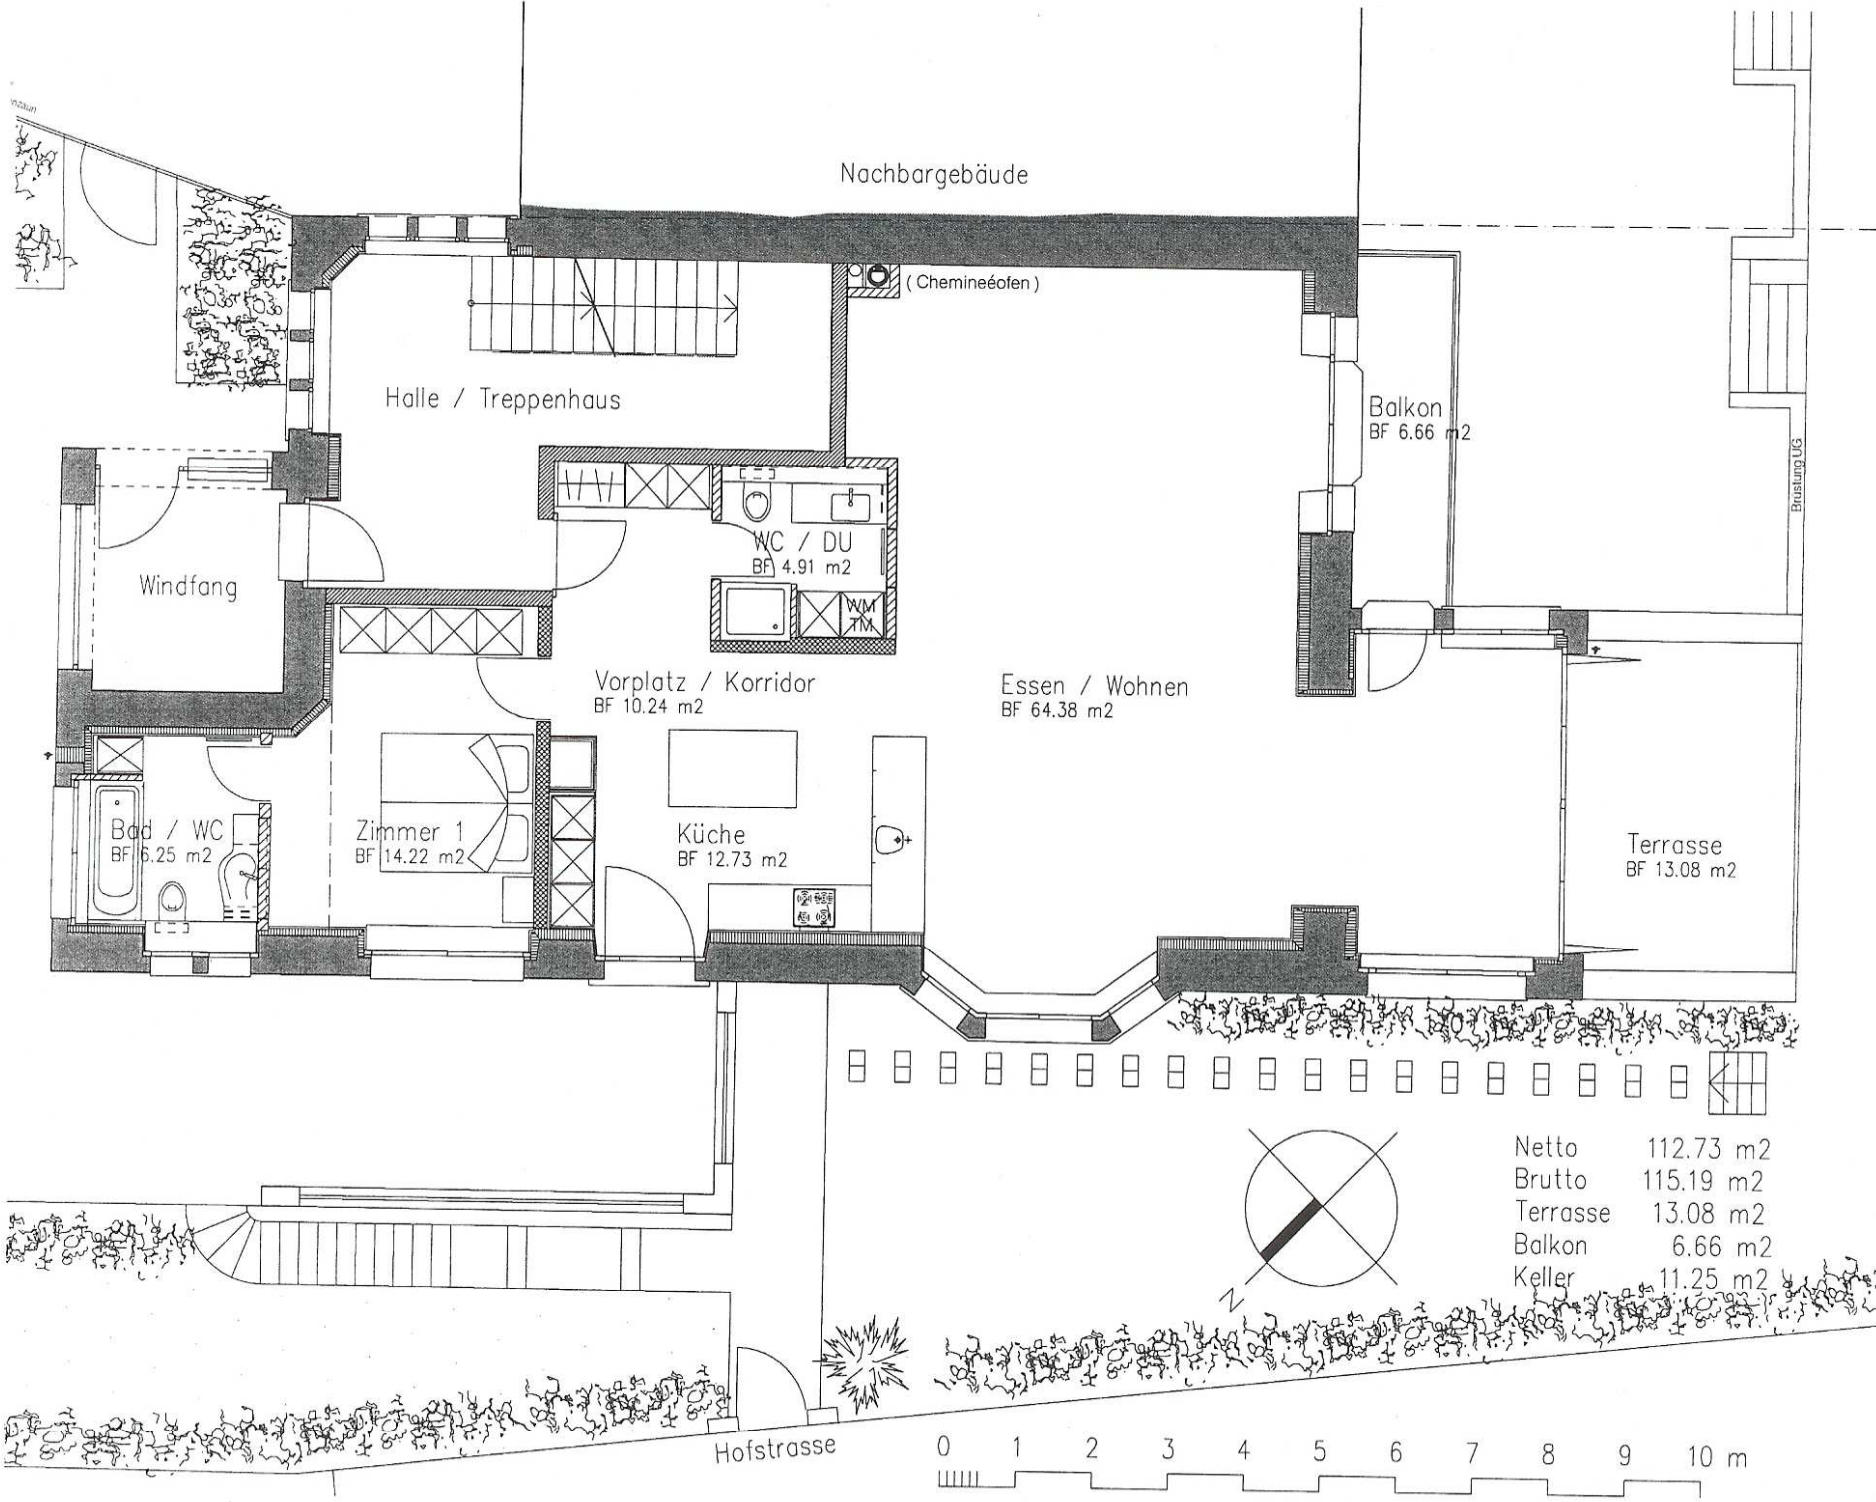 Nachbargebäude
( Chemineéofen )
Halle / Treppenhaus
Balkon
BF 6.66 m2
Brüstung UG
WC / DU
BF 4.91 m2
Windfang
WM
TM
Vorplatz / Korridor
BF 10.24 m2
Essen / Wohnen
BF 64.38 m2
Bad / WC
BF 6.25 m2
Zimmer 1
BF 14.22 m2
Küche
BF 12.73 m2
Terrasse
BF 13.08 m2
Netto 112.73 m2
Brutto 115.19 m2
Terrasse 13.08 m2
Balkon 6.66 m2
Keller 11.25 m2
N
Hofstrasse
0 1 2 3 4 5 6 7 8 9 10 m